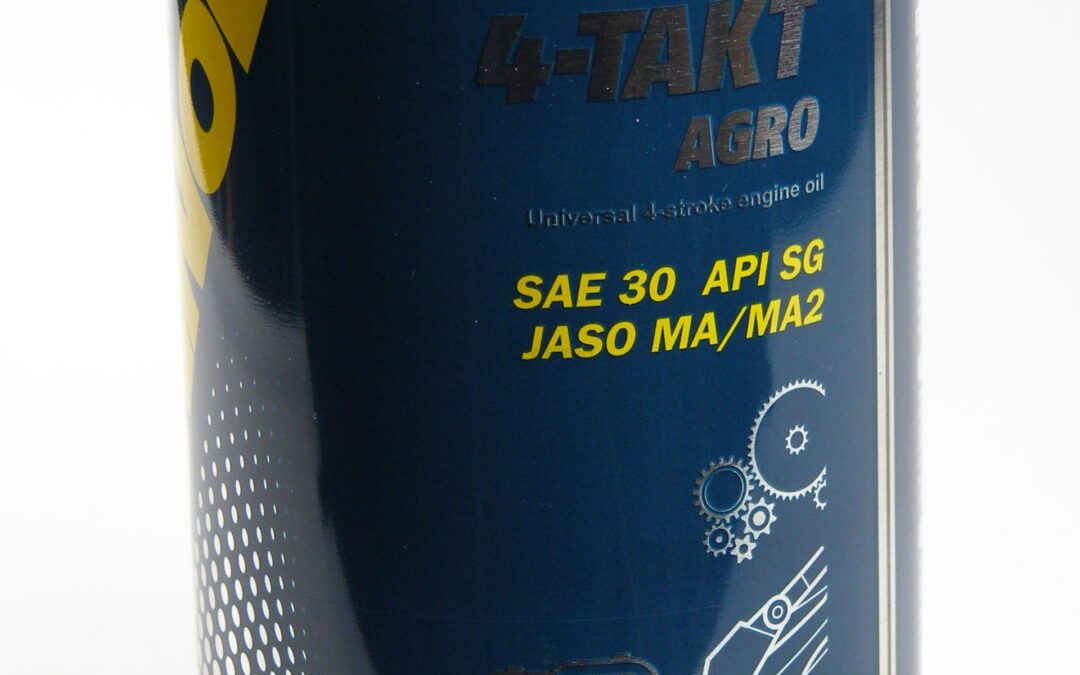 4-TAKT
AGRO
Universal 4-stroke engine oil
SAE 30 API SG
JASO MA/MA2